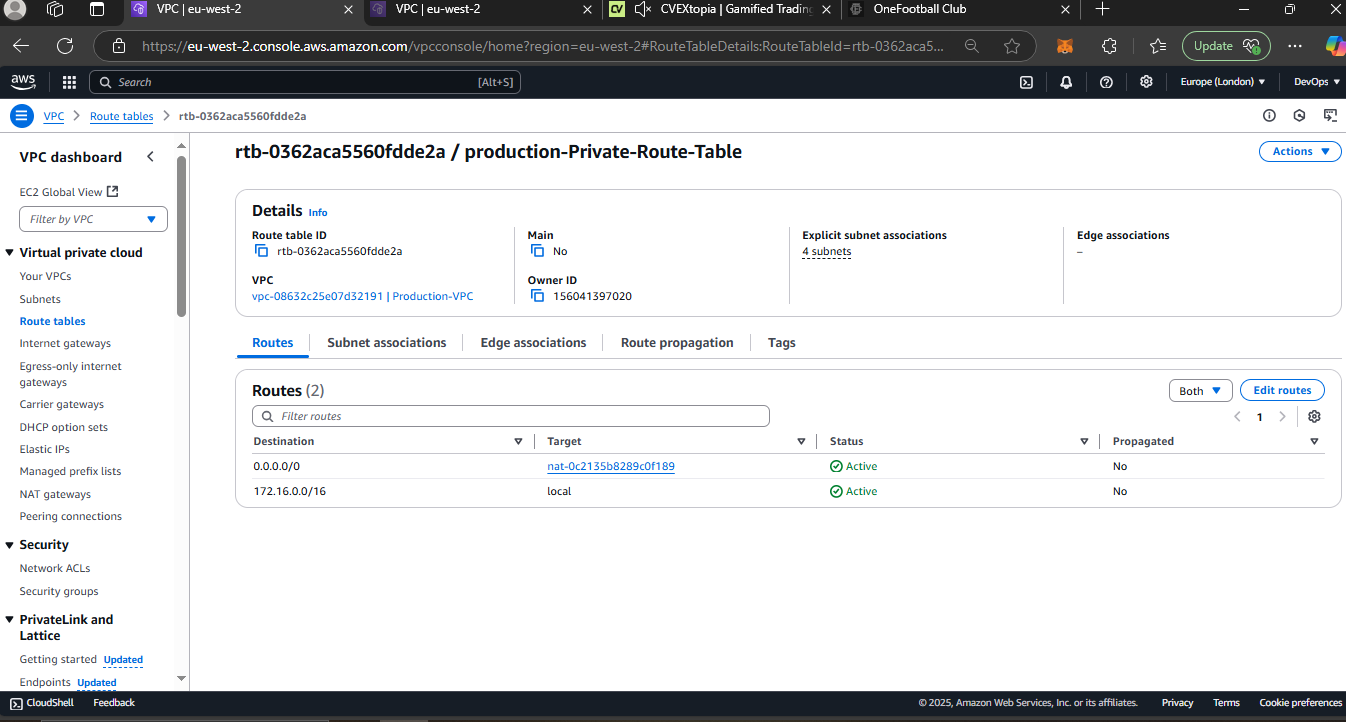 VPC | eu-west-2
VPC | eu-west-2
CV
CVEXtopia | Gamified Trading
OneFootball Club
https://eu-west-2.console.aws.amazon.com/vpcconsole/home?region=eu-west-2#RouteTableDetails:RouteTableId=rtb-0362aca5...
Update
aws
Search
[Alt+S]
Europe (London)
DevOps
VPC
Route tables
rtb-0362aca5560fdde2a
VPC dashboard
EC2 Global View
Filter by VPC
Virtual private cloud
Your VPCs
Subnets
Route tables
Internet gateways
Egress-only internet
gateways
Carrier gateways
DHCP option sets
Elastic IPs
Managed prefix lists
NAT gateways
Peering connections
Security
Network ACLs
Security groups
PrivateLink and
Lattice
Getting started Updated
Endpoints Updated
rtb-0362aca5560fdde2a / production-Private-Route-Table
Actions
Details Info
Route table ID
rtb-0362aca5560fdde2a
Main
No
Explicit subnet associations
4 subnets
Edge associations
–
VPC
vpc-08632c25e07d32191 | Production-VPC
Owner ID
156041397020
Routes
Subnet associations
Edge associations
Route propagation
Tags
Routes (2)
Both
Edit routes
Filter routes
1
Destination Target Status Propagated
0.0.0.0/0 nat-0c2135b8289c0f189 Active No
172.16.0.0/16 local Active No
CloudShell
Feedback
© 2025, Amazon Web Services, Inc. or its affiliates.
Privacy
Terms
Cookie preferences